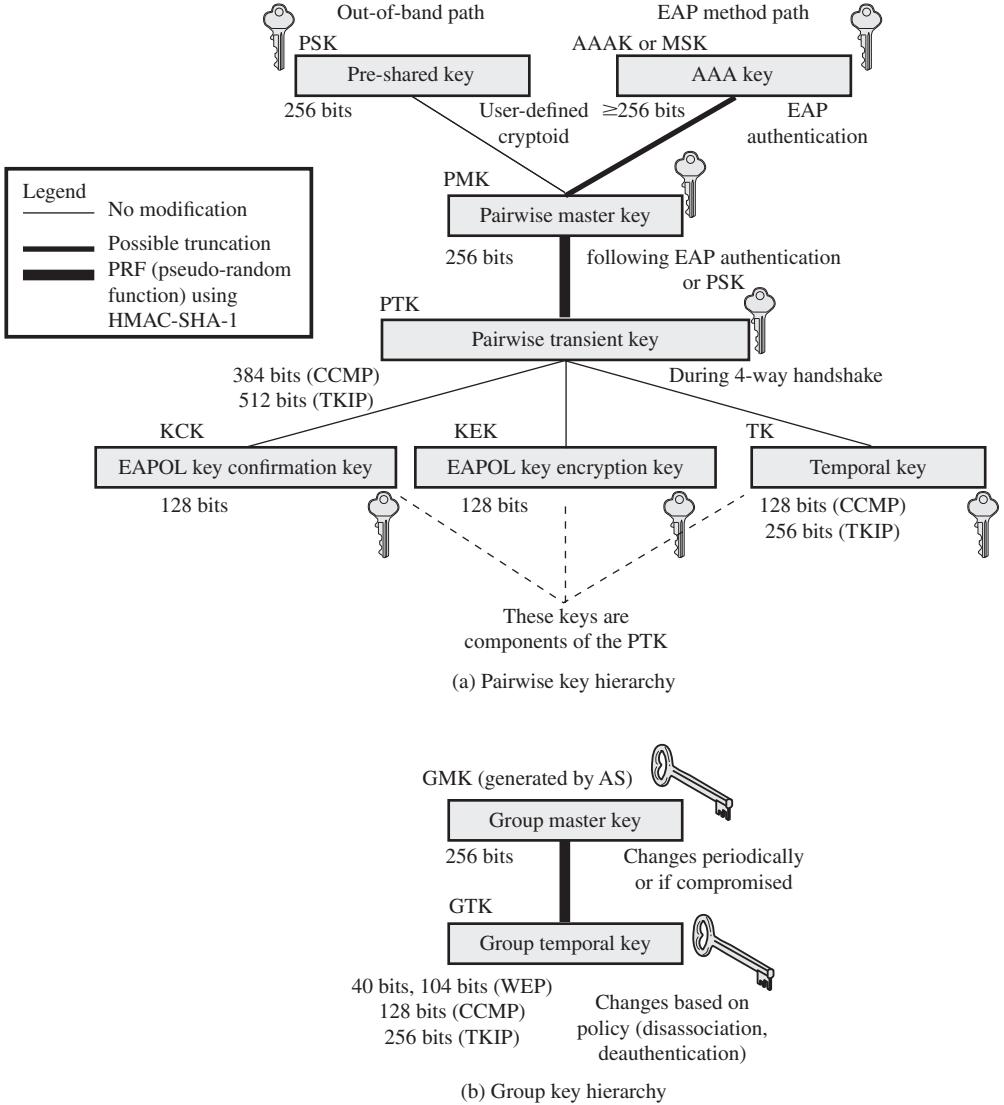 Out-of-band path
EAP method path
PSK
AAAK or MSK
Pre-shared key
AAA key
256 bits
User-defined
cryptoid
≥256 bits
EAP
authentication
Legend
No modification
Possible truncation
PRF (pseudo-random
function) using
HMAC-SHA-1
PMK
Pairwise master key
256 bits
following EAP authentication
or PSK
PTK
Pairwise transient key
384 bits (CCMP)
512 bits (TKIP)
During 4-way handshake
KCK
KEK
TK
EAPOL key confirmation key
EAPOL key encryption key
Temporal key
128 bits
128 bits
128 bits (CCMP)
256 bits (TKIP)
These keys are
components of the PTK
(a) Pairwise key hierarchy
GMK (generated by AS)
Group master key
256 bits
Changes periodically
or if compromised
GTK
Group temporal key
40 bits, 104 bits (WEP)
128 bits (CCMP)
256 bits (TKIP)
Changes based on
policy (disassociation,
deauthentication)
(b) Group key hierarchy